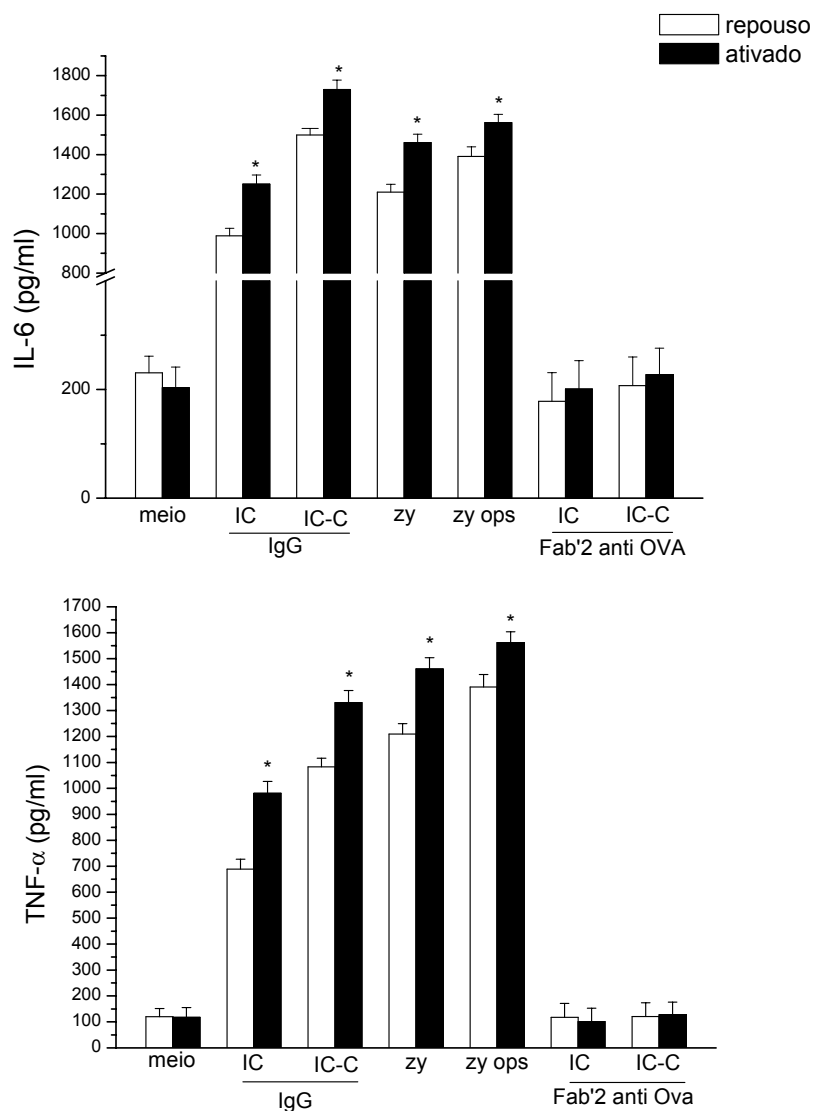 repouso
ativado
IL-6 (pg/ml)
1800
1600
1400
1200
1000
800
200
0
* * * *
meio IC IC-C zy zy ops IC IC-C
IgG Fab'2 anti OVA
TNF-α (pg/ml)
1700
1600
1500
1400
1300
1200
1100
1000
900
800
700
600
500
400
300
200
100
0
* * * *
meio IC IC-C zy zy ops IC IC-C
IgG Fab'2 anti Ova